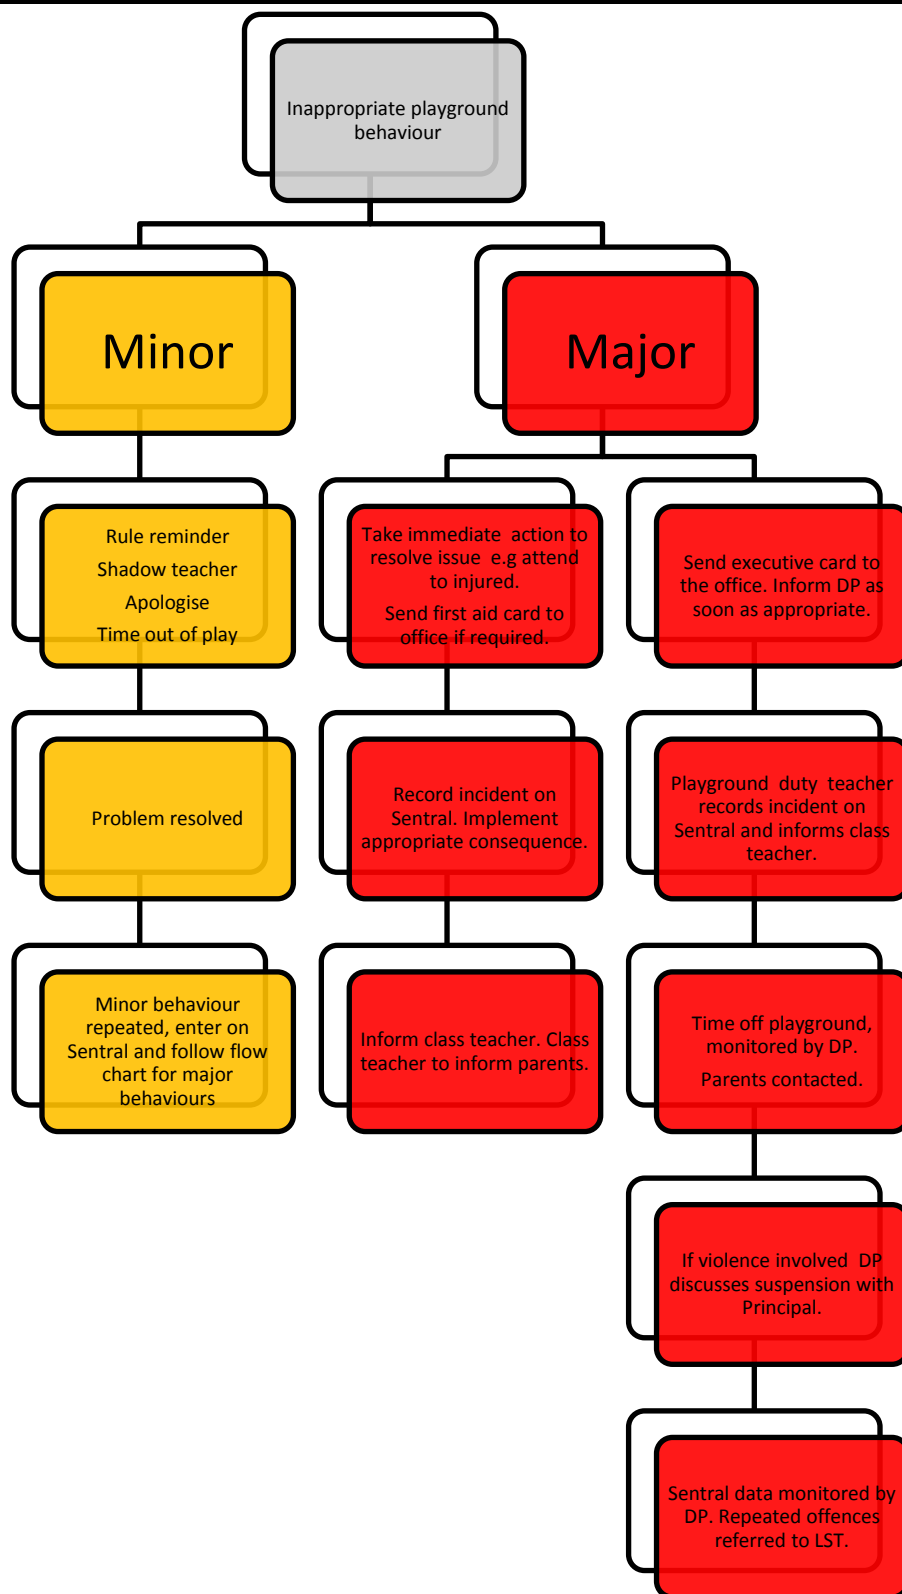 Inappropriate playground
behaviour
Minor
Major
Rule reminder
Shadow teacher
Apologise
Time out of play
Take immediate  action to
resolve issue  e.g attend
to injured.
Send first aid card to
office if required.
Send executive card to
the office. Inform DP as
soon as appropriate.
Problem resolved
Record incident on
Sentral. Implement
appropriate consequence.
Playground  duty  teacher
records incident on
Sentral and informs class
teacher.
Minor behaviour
repeated, enter on
Sentral and follow flow
chart for major
behaviours
Inform class teacher. Class
teacher to inform parents.
Time off playground,
monitored by DP.
Parents contacted.
If violence involved  DP
discusses suspension with
Principal.
Sentral data monitored by
DP. Repeated offences
referred to LST.